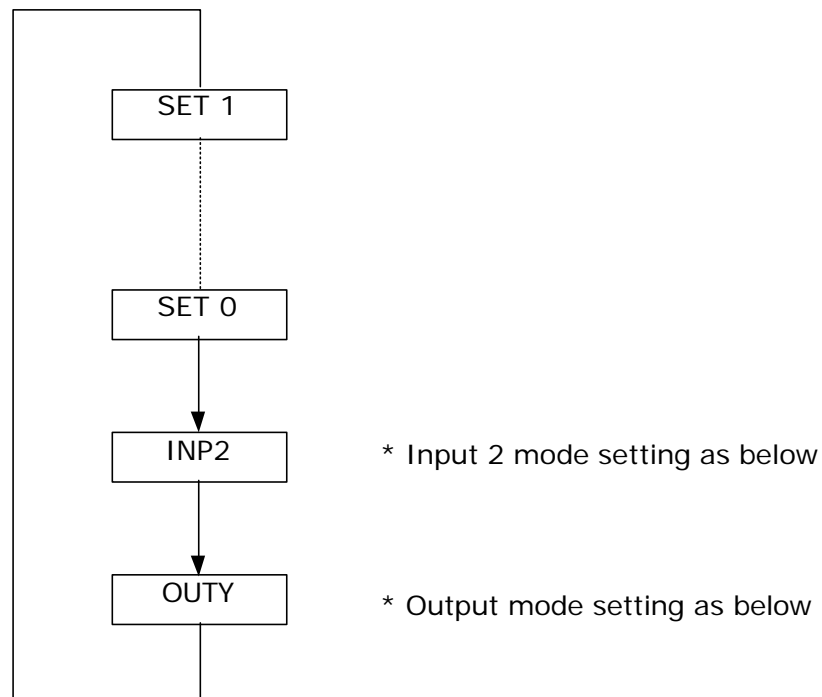 SET 1
SET 0
INP2
* Input 2 mode setting as below
OUTY
* Output mode setting as below